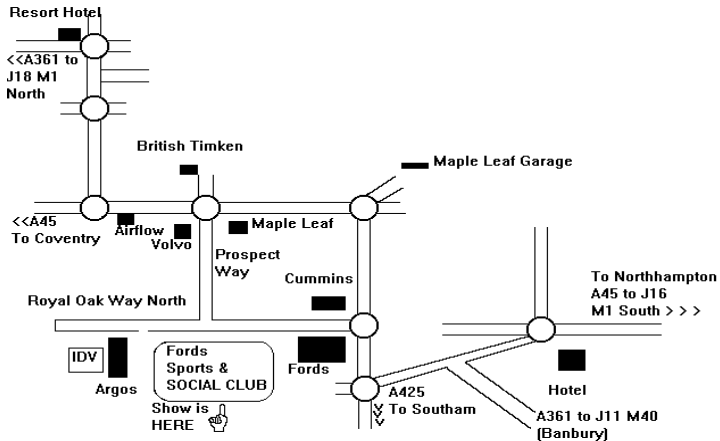 Resort Hotel
<<A361 to
J18 M1
North
British Timken
Maple Leaf Garage
<<A45
To Coventry
Airflow
Volvo
Maple Leaf
Prospect
Way
Cummins
To Northhampton
A45 to J16
M1 South > > >
Royal Oak Way North
IDV
Argos
Fords
Sports &
SOCIAL CLUB
Fords
Show is
HERE
A425
To Southam
Hotel
A361 to J11 M40
(Banbury)